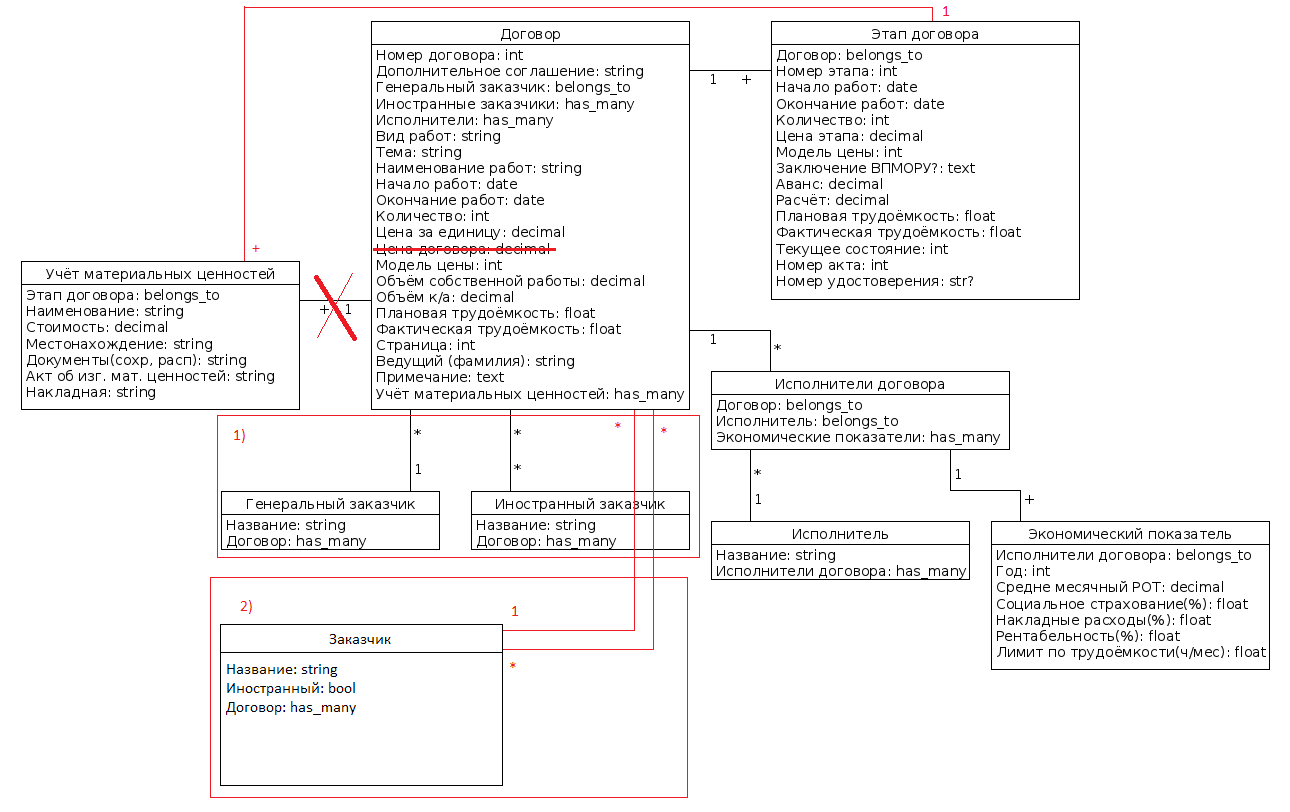 1
Договор
Номер договора: int
Дополнительное соглашение: string
Генеральный заказчик: belongs_to
Иностранные заказчики: has_many
Исполнители: has_many
Вид работ: string
Тема: string
Наименование работ: string
Начало работ: date
Окончание работ: date
Количество: int
Цена за единицу: decimal
Цена договора: decimal
Модель цены: int
Объём собственной работы: decimal
Объём к/а: decimal
Плановая трудоёмкость: float
Фактическая трудоёмкость: float
Страница: int
Ведущий (фамилия): string
Примечание: text
Учёт материальных ценностей: has_many
1 +
Этап договора
Договор: belongs_to
Номер этапа: int
Начало работ: date
Окончание работ: date
Количество: int
Цена этапа: decimal
Модель цены: int
Заключение ВПМОРУ?: text
Аванс: decimal
Расчёт: decimal
Плановая трудоёмкость: float
Фактическая трудоёмкость: float
Текущее состояние: int
Номер акта: int
Номер удостоверения: str?
+
Учёт материальных ценностей
Этап договора: belongs_to
Наименование: string
Стоимость: decimal
Местонахождение: string
Документы(сохр, расп): string
Акт об изг. мат. ценностей: string
Накладная: string
+ 1
1
*
Исполнители договора
Договор: belongs_to
Исполнитель: belongs_to
Экономические показатели: has_many
1)
* * * *
1 *
Генеральный заказчик
Название: string
Договор: has_many
Иностранный заказчик
Название: string
Договор: has_many
*
1
1
+
Исполнитель
Название: string
Исполнители договора: has_many
Экономический показатель
Исполнители договора: belongs_to
Год: int
Средне месячный РОТ: decimal
Социальное страхование(%): float
Накладные расходы(%): float
Рентабельность(%): float
Лимит по трудоёмкости(ч/мес): float
2)
1
*
Заказчик
Название: string
Иностранный: bool
Договор: has_many